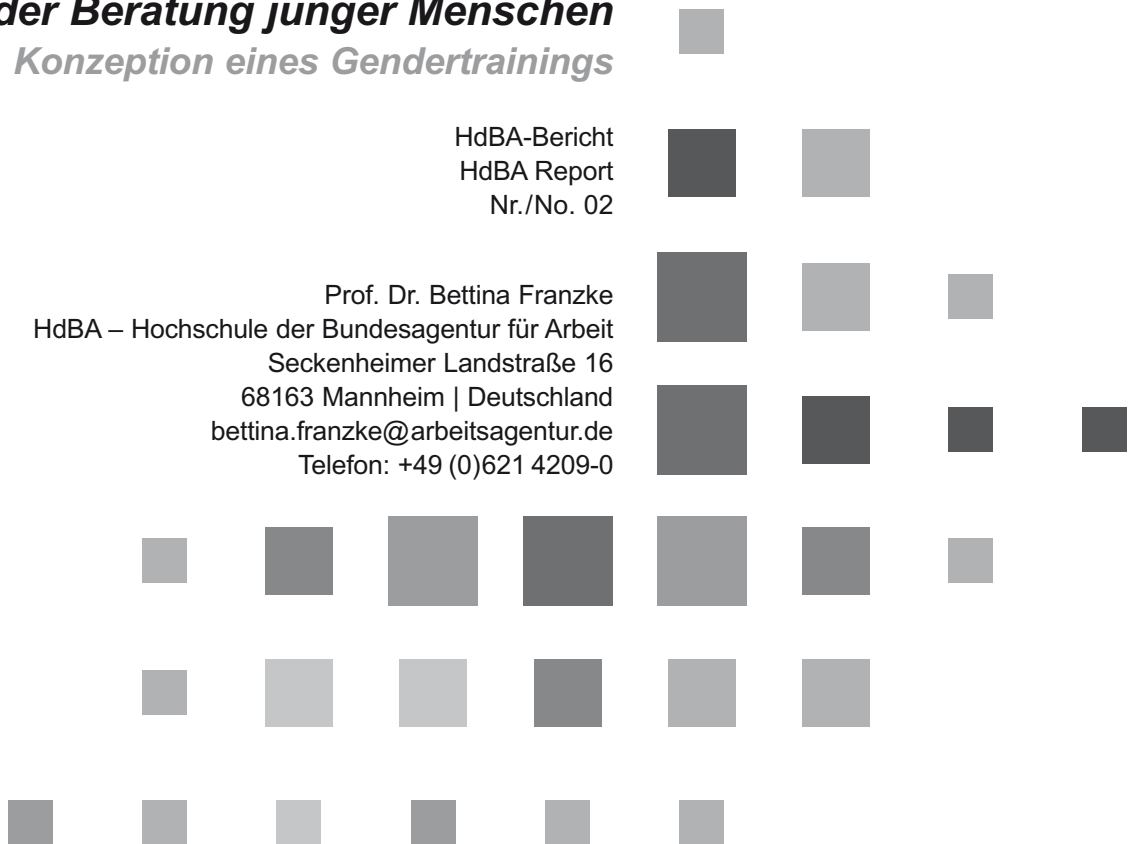 der Beratung junger Menschen
Konzeption eines Gendertrainings
HdBA-Bericht
HdBA Report
Nr./No. 02
Prof. Dr. Bettina Franzke
HdBA – Hochschule der Bundesagentur für Arbeit
Seckenheimer Landstraße 16
68163 Mannheim | Deutschland
bettina.franzke@arbeitsagentur.de
Telefon: +49 (0)621 4209-0